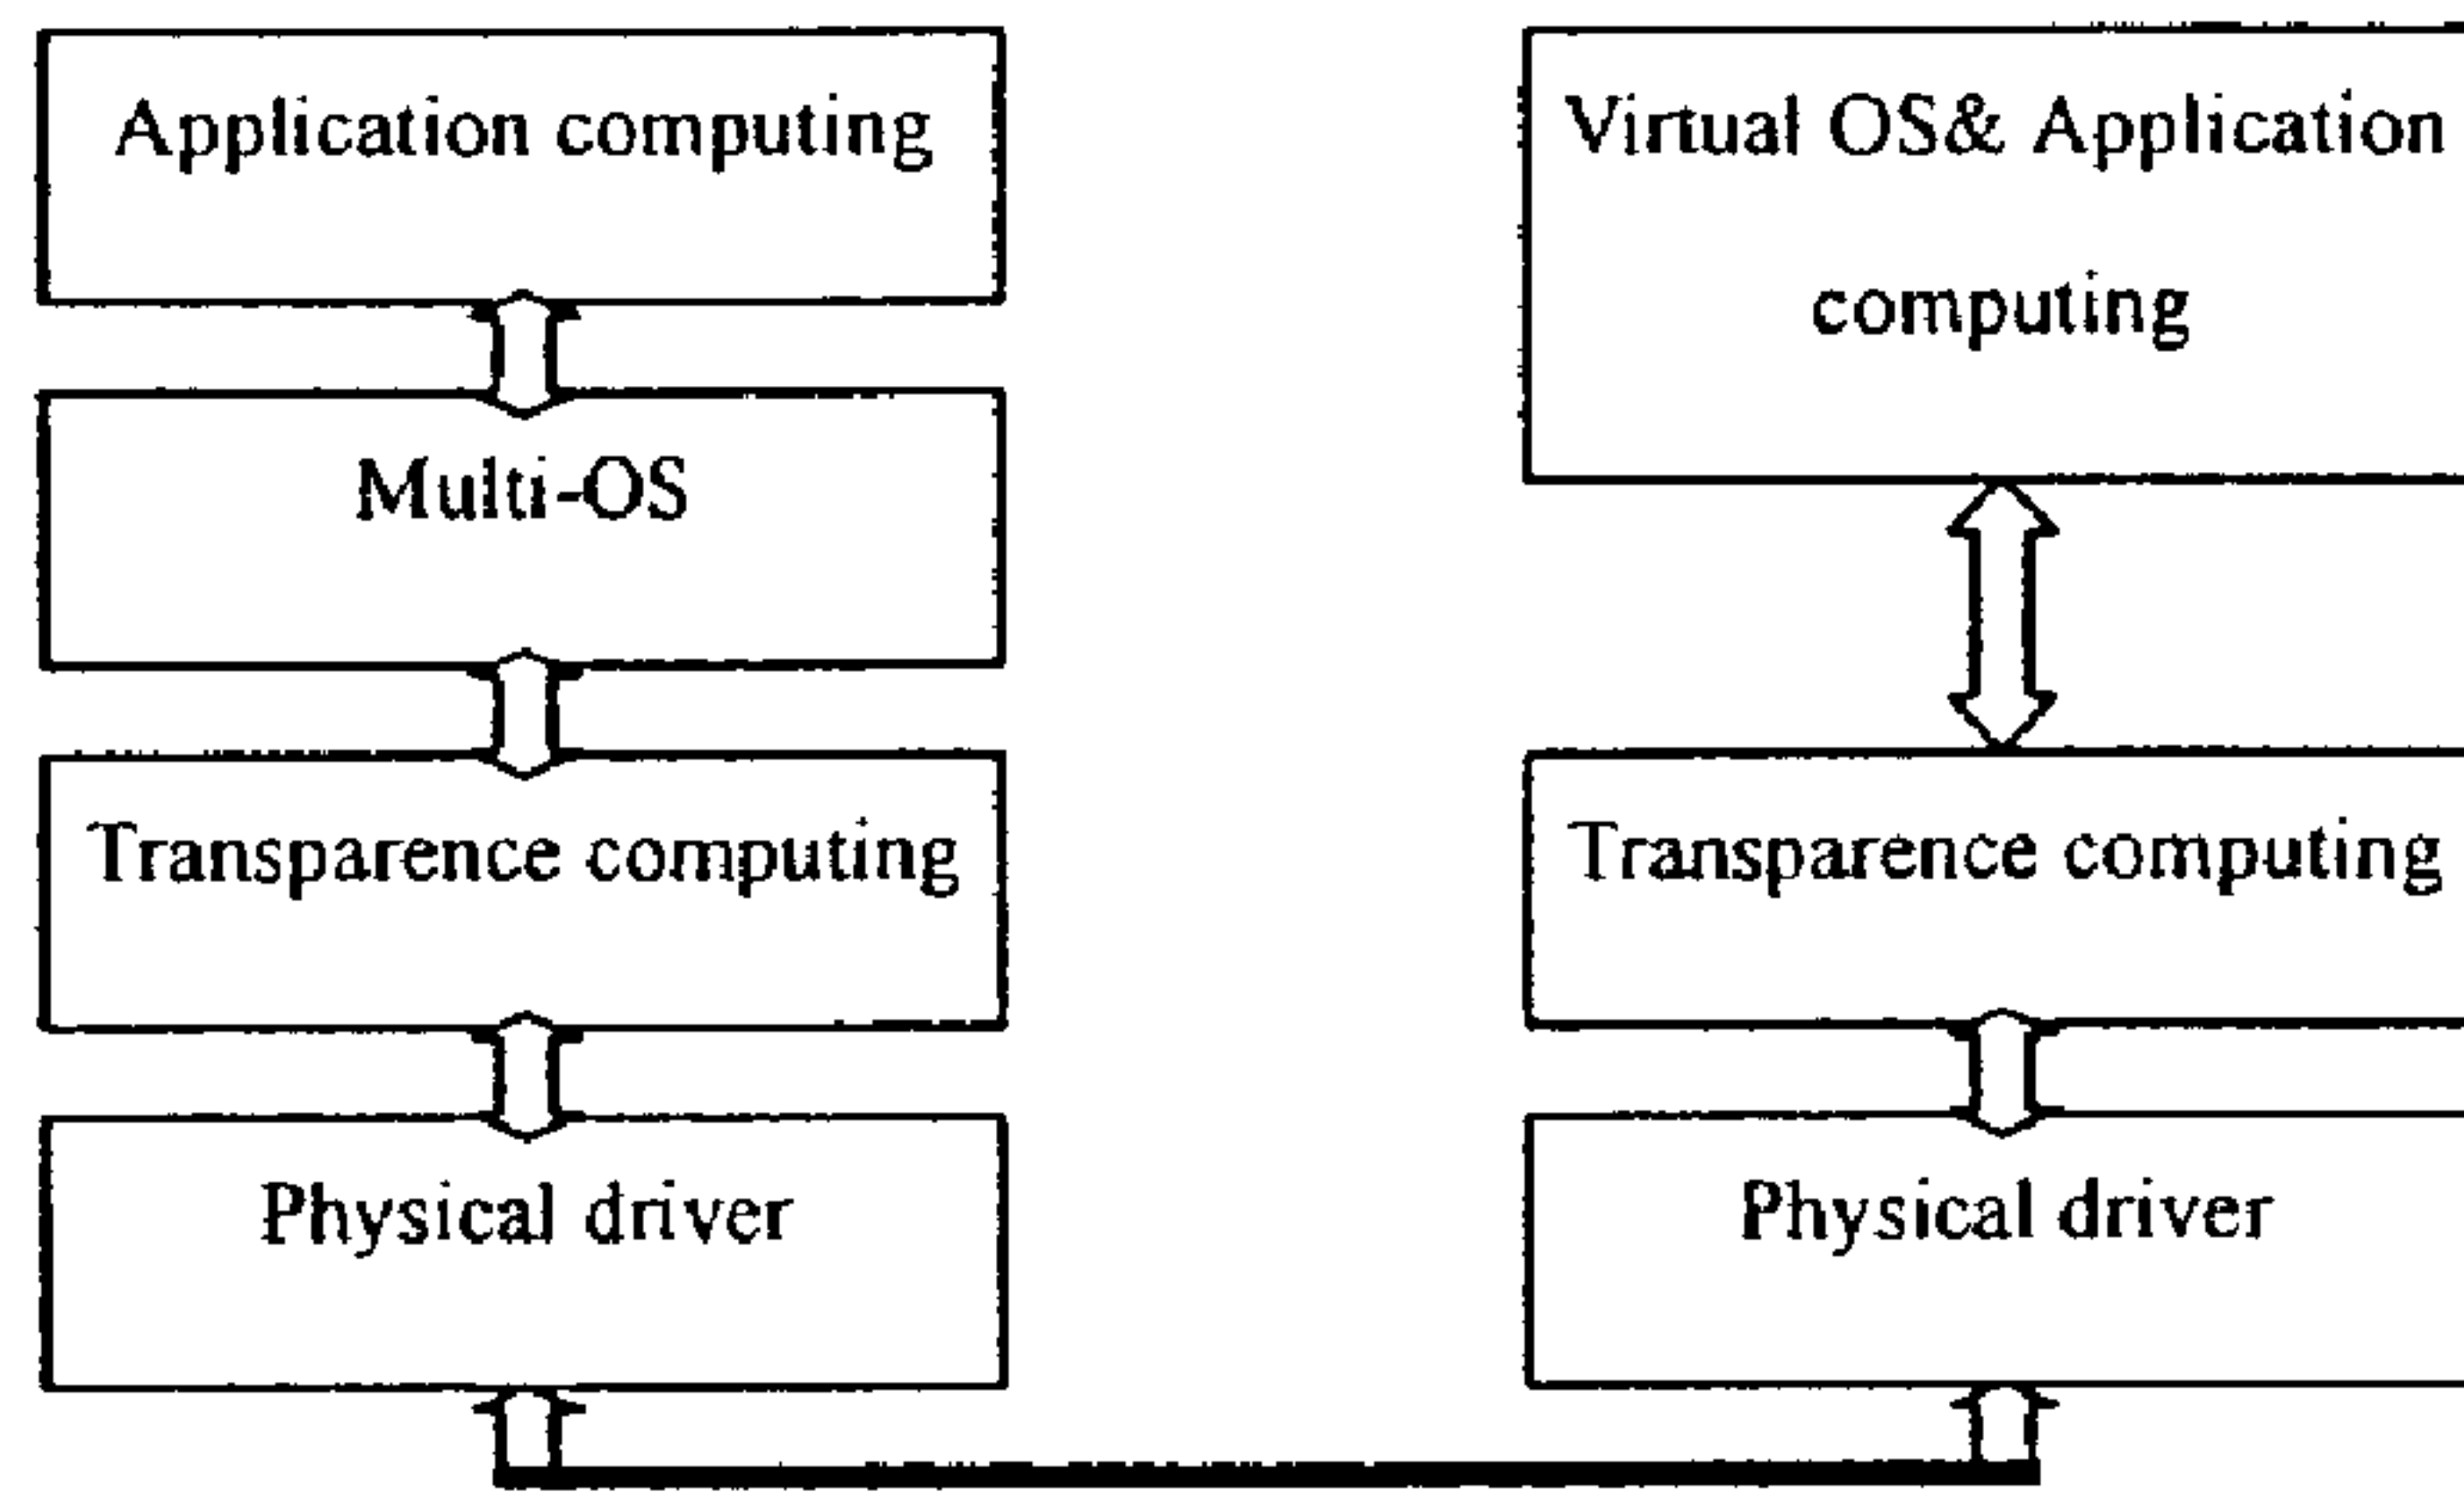 Application computing
Multi-OS
Transparence computing
Physical driver
Virtual OS& Application
computing
Transparence computing
Physical driver